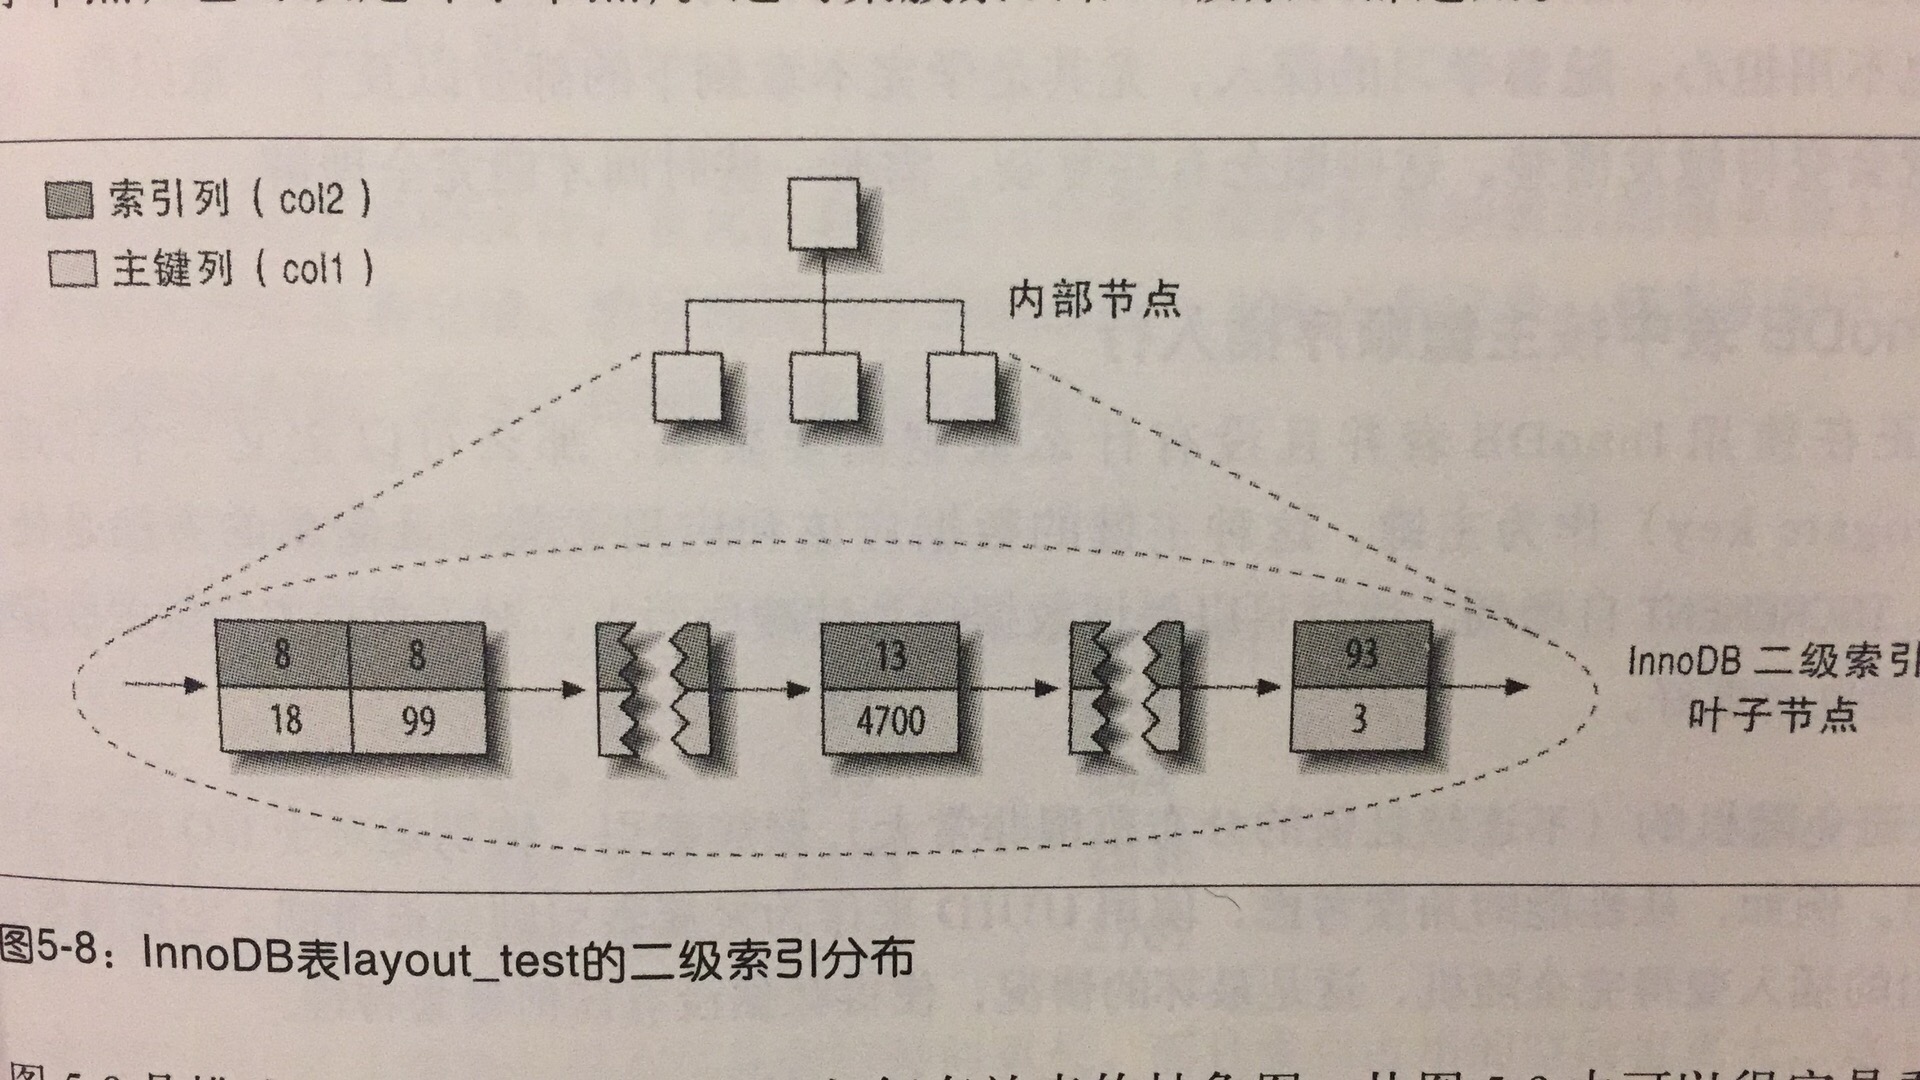 索引列（col2）
主键列（col1）
内部节点
8 8
18 99
13
4700
93
3
InnoDB 二级索引
叶子节点
图5-8：InnoDB表layout_test的二级索引分布